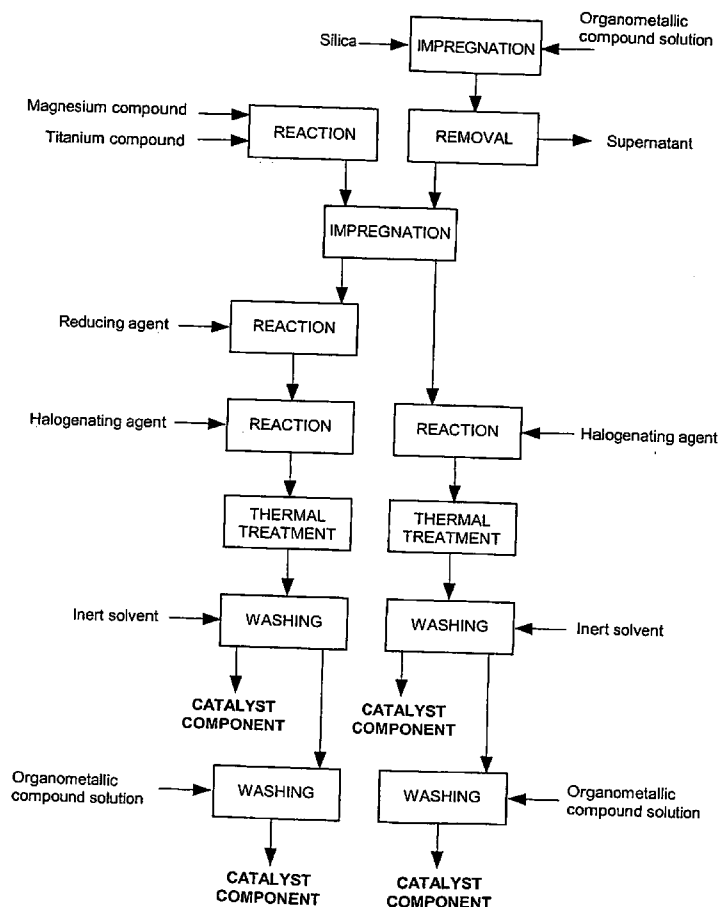 Organometallic
compound solution
Silica
IMPREGNATION
Magnesium compound
Titanium compound
REACTION
REMOVAL
Supernatant
IMPREGNATION
Reducing agent
REACTION
Halogenating agent
REACTION
REACTION
Halogenating agent
THERMAL
TREATMENT
THERMAL
TREATMENT
Inert solvent
WASHING
WASHING
Inert solvent
CATALYST
COMPONENT
CATALYST
COMPONENT
Organometallic
compound solution
WASHING
WASHING
Organometallic
compound solution
CATALYST
COMPONENT
CATALYST
COMPONENT